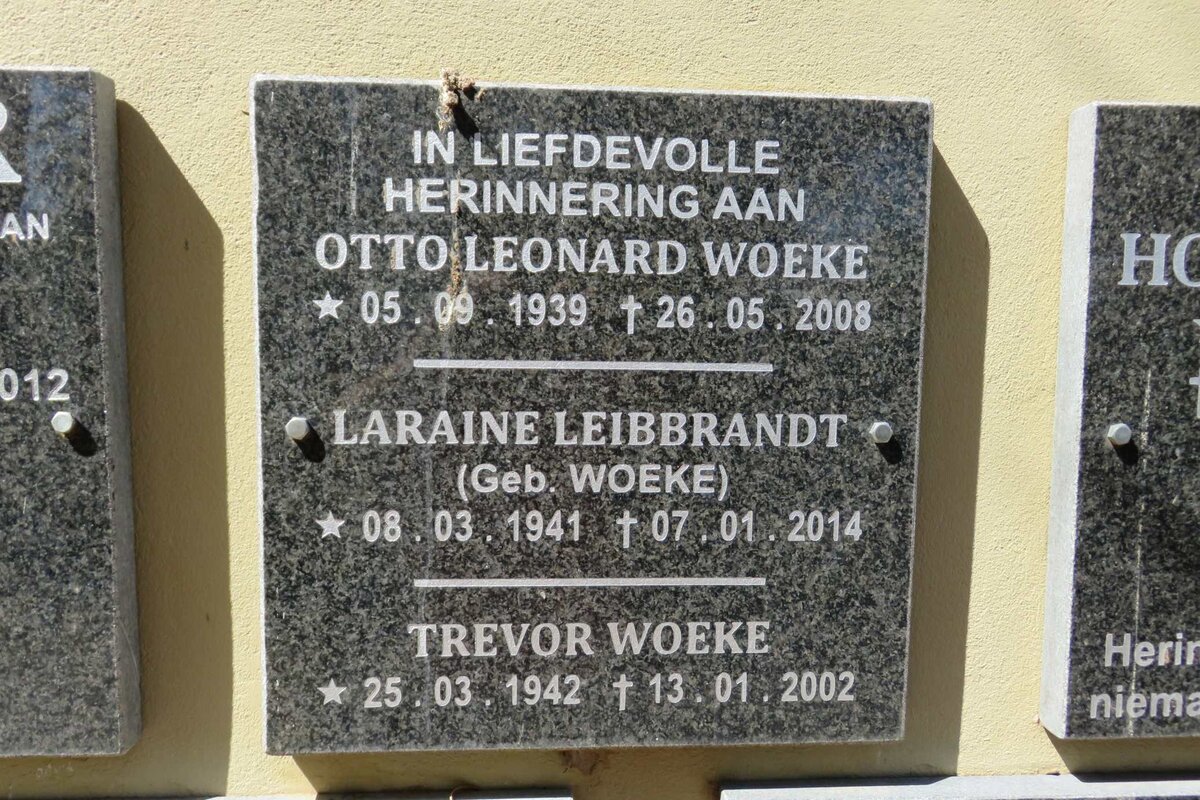 IN LIEFDEVOLLE
HERINNERING AAN
OTTO LEONARD WOEKE
★ 05 . 09 . 1939 † 26 . 05 . 2008
LARAINE LEIBBRANDT
(Geb. WOEKE)
★ 08 . 03 . 1941 † 07 . 01 . 2014
TREVOR WOEKE
★ 25 . 03 . 1942 † 13 . 01 . 2002